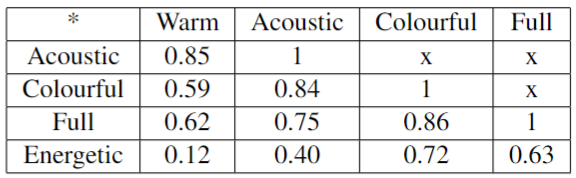 * Warm Acoustic Colourful Full
Acoustic 0.85 1 x x
Colourful 0.59 0.84 1 x
Full 0.62 0.75 0.86 1
Energetic 0.12 0.40 0.72 0.63